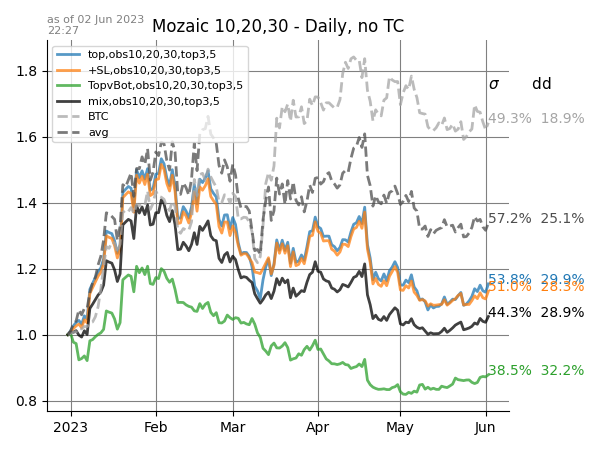 as of 02 Jun 2023
22:27
Mozaic 10,20,30 - Daily, no TC
top,obs10,20,30,top3,5
+SL,obs10,20,30,top3,5
TopvBot,obs10,20,30,top3,5
mix,obs10,20,30,top3,5
BTC
avg
σ dd
49.3% 18.9%
57.2% 25.1%
53.8% 29.9%
51.0% 28.3%
44.3% 28.9%
38.5% 32.2%
1.8
1.6
1.4
1.2
1.0
0.8
2023 Feb Mar Apr May Jun